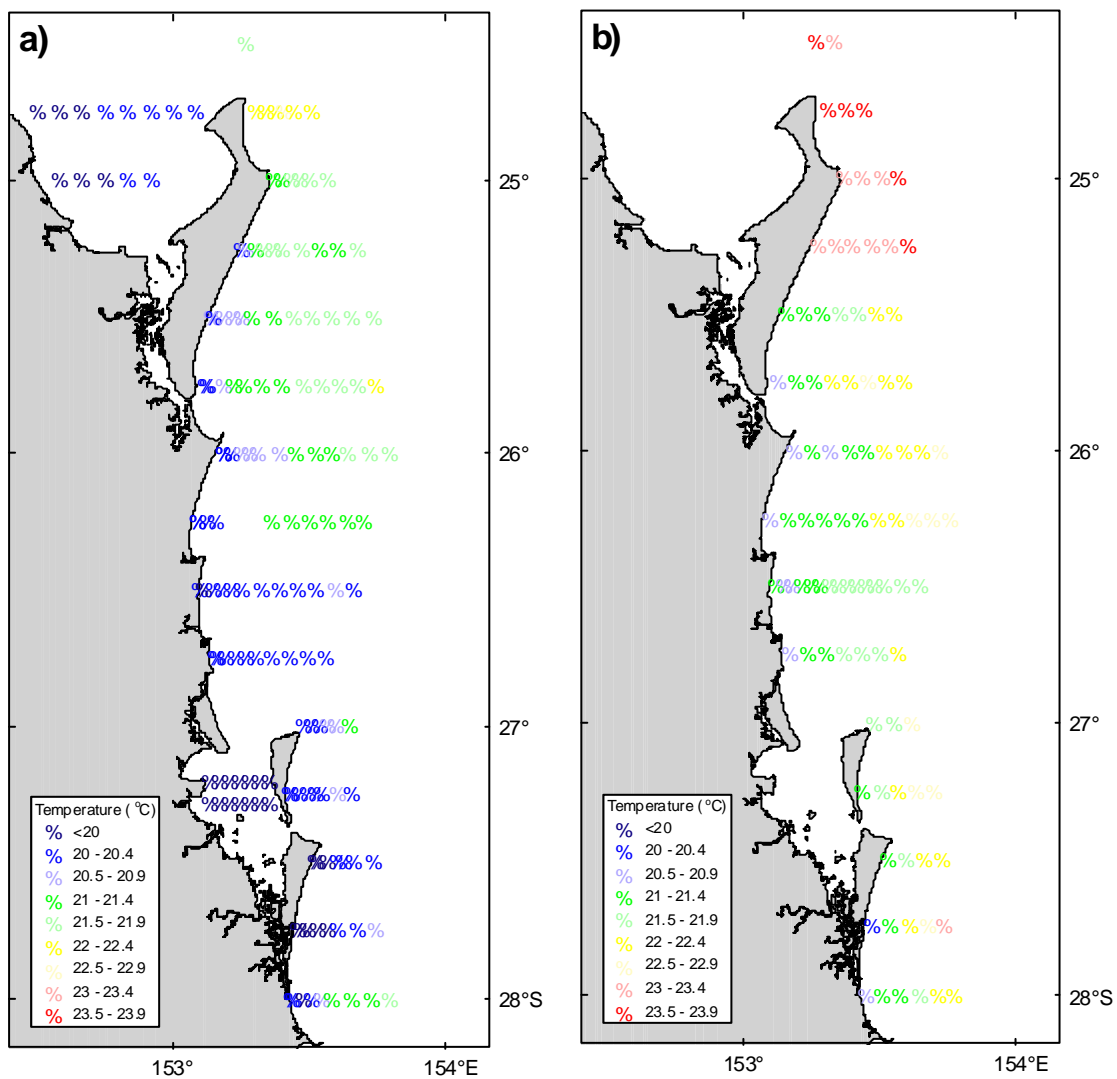 a)
25°
26°
27°
Temperature ( °C)
% <20
% 20 - 20.4
% 20.5 - 20.9
% 21 - 21.4
% 21.5 - 21.9
% 22 - 22.4
% 22.5 - 22.9
% 23 - 23.4
% 23.5 - 23.9
28°S
153°
154°E
b)
25°
26°
27°
Temperature ( °C)
% <20
% 20 - 20.4
% 20.5 - 20.9
% 21 - 21.4
% 21.5 - 21.9
% 22 - 22.4
% 22.5 - 22.9
% 23 - 23.4
% 23.5 - 23.9
28°S
153°
154°E